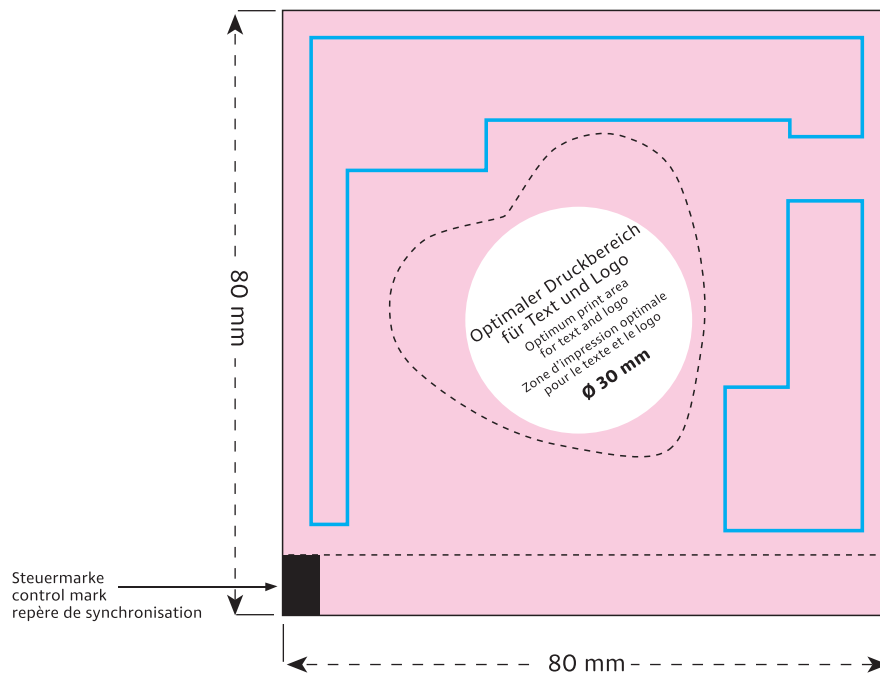 80 mm
Optimaler Druckbereich
für Text und Logo
Optimum print area
for text and logo
Zone d’impression optimale
pour le texte et le logo
Ø 30 mm
Steuermarke
control mark
repère de synchronisation
80 mm